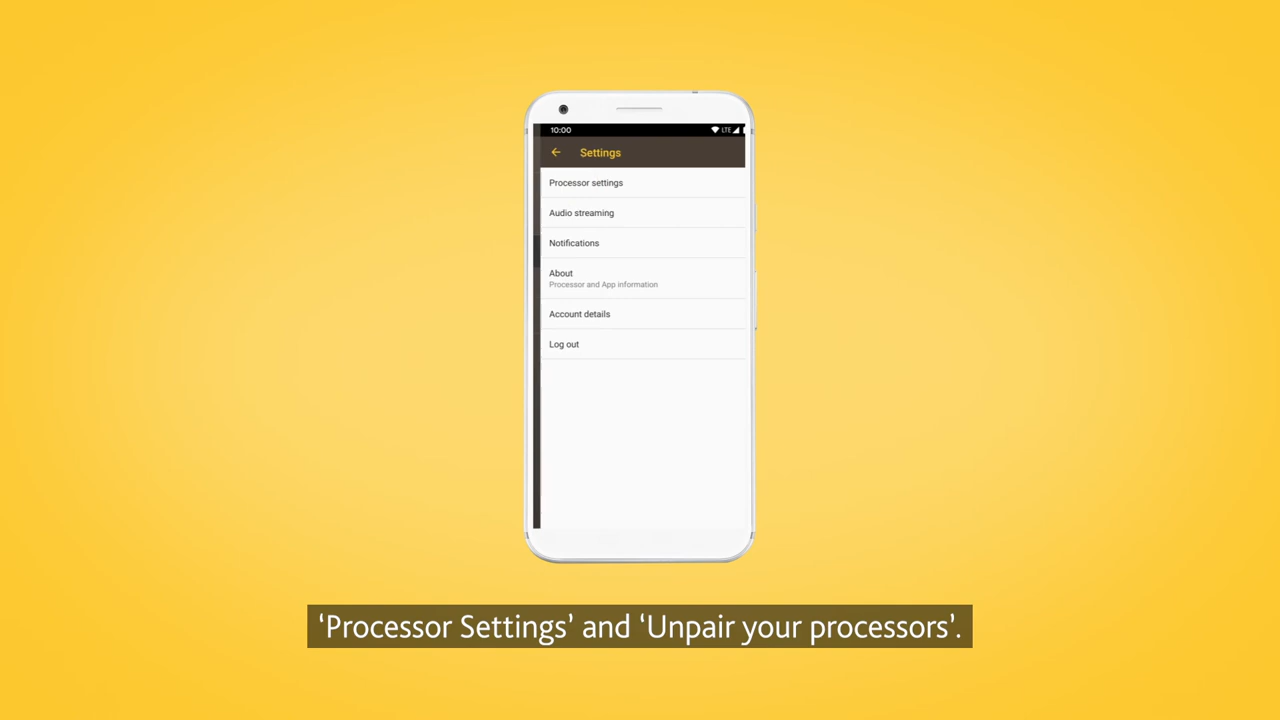 10:00 LTE
Settings
Processor settings
Audio streaming
Notifications
About
Processor and App information
Account details
Log out
‘Processor Settings’ and ‘Unpair your processors’.